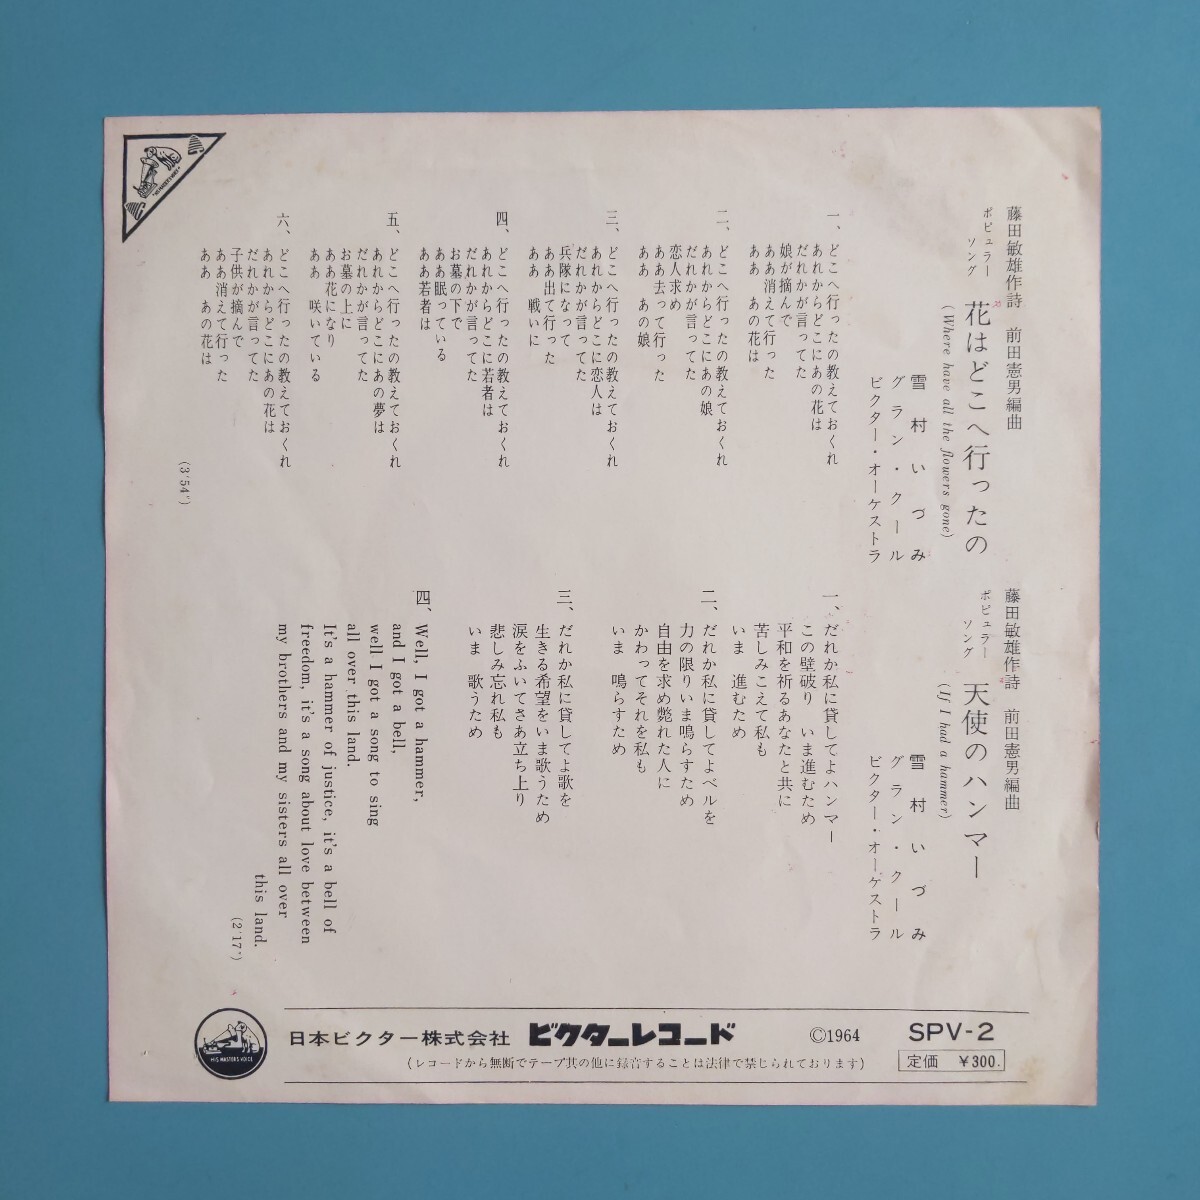 藤田敏雄作詩　前田憲男編曲
ポピュラー
ソング
花はどこへ行ったの
(Where have all the flowers gone)
雪村いづみ
グラン・クール
ビクター・オーケストラ
一、どこへ行ったの教えておくれ
あれからどこにあの花は
だれかが言ってた
娘が摘んで
ああ消えて行った
ああ　あの花は
二、どこへ行ったの教えておくれ
あれからどこにあの娘
だれかが言ってた
恋人求め
ああ去って行った
ああ　あの娘
三、どこへ行ったの教えておくれ
あれからどこに恋人は
だれかが言ってた
兵隊になって
ああ出て行った
ああ　戦いに
四、どこへ行ったの教えておくれ
あれからどこに若者は
だれかが言ってた
お墓の下で
ああ眠っている
ああ若者は
五、どこへ行ったの教えておくれ
あれからどこにあの夢は
だれかが言ってた
お墓の上に
ああ花になり
ああ　咲いている
六、どこへ行ったの教えておくれ
あれからどこにあの花は
だれかが言ってた
子供が摘んで
ああ消えて行った
ああ　あの花は
(3′54″)
藤田敏雄作詩　前田憲男編曲
ポピュラー
ソング
天使のハンマー
(If I had a hammer)
雪村いづみ
グラン・クール
ビクター・オーケストラ
一、だれか私に貸してよハンマー
この壁破り　いま進むため
平和を祈るあなたと共に
苦しみこえて私も
いま　進むため
二、だれか私に貸してよベルを
力の限りいま鳴らすため
自由を求め斃れた人に
かわってそれを私も
いま　鳴らすため
三、だれか私に貸してよ歌を
生きる希望をいま歌うため
涙をふいてさあ立ち上り
悲しみ忘れ私も
いま　歌うため
四、Well, I got a hammer,
and I got a bell,
well I got a song to sing
all over this land.
It's a hammer of justice, it's a bell of
freedom, it's a song about love between
my brothers and my sisters all over
this land.
(2′17″)
"HIS MASTER'S VOICE"
HIS MASTER'S VOICE
日本ビクター株式会社　ビクターレコード　©1964　SPV-2
(レコードから無断でテープ其の他に録音することは法律で禁じられております)　定価　￥300.